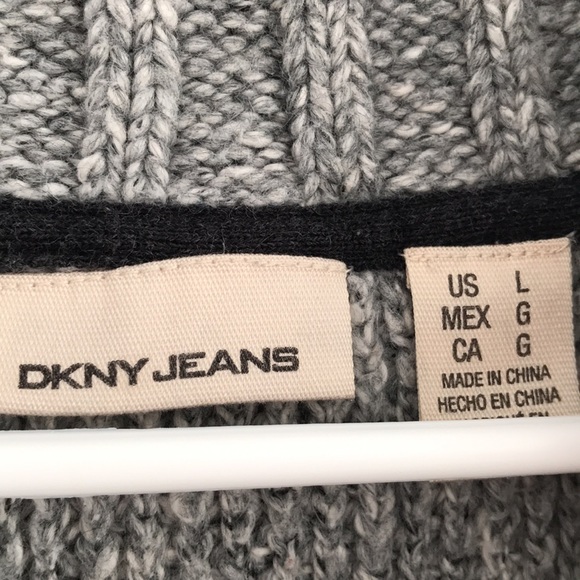 DKNY JEANS
US L
MEX G
CA G
MADE IN CHINA
HECHO EN CHINA